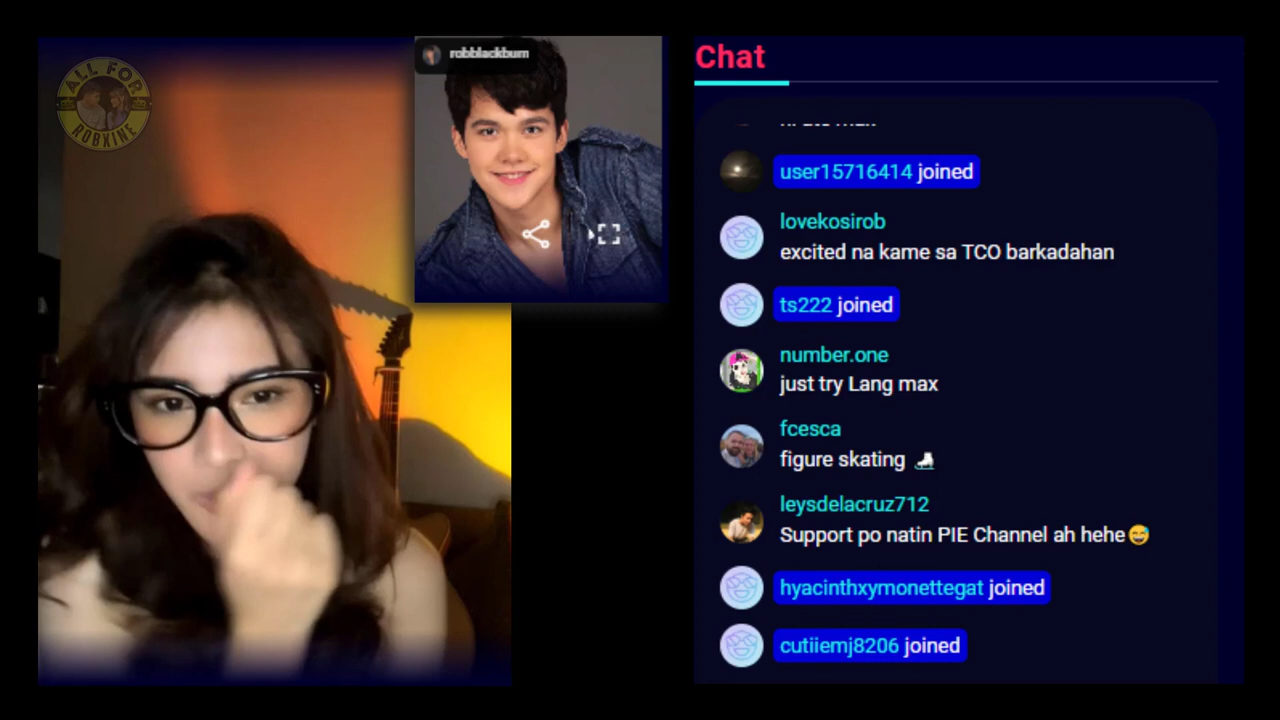 ALL FOR
ROBXINE
robblackburn
Chat
user15716414 joined
lovekosirob
excited na kame sa TCO barkadahan
ts222 joined
number.one
just try Lang max
fcesca
figure skating ⛸️
leysdelacruz712
Support po natin PIE Channel ah hehe😅
hyacinthxymonettegat joined
cutiiemj8206 joined